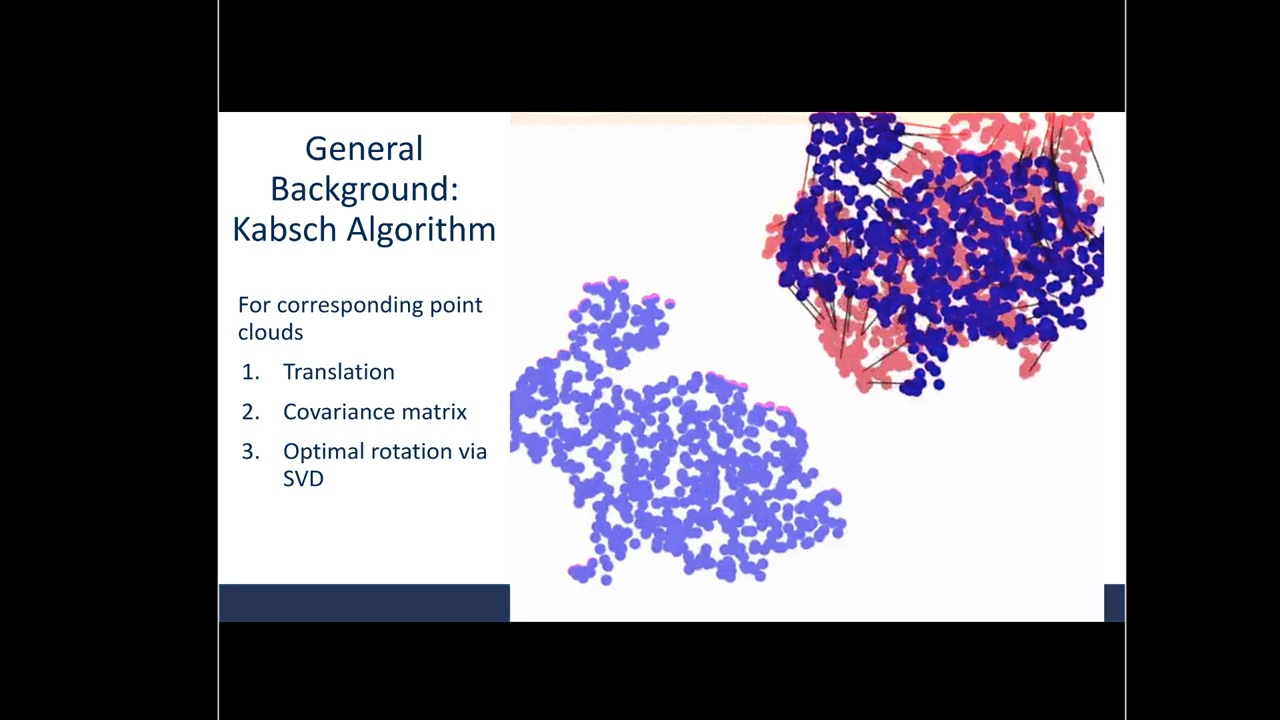 General
Background:
Kabsch Algorithm
For corresponding point
clouds
1. Translation
2. Covariance matrix
3. Optimal rotation via
SVD